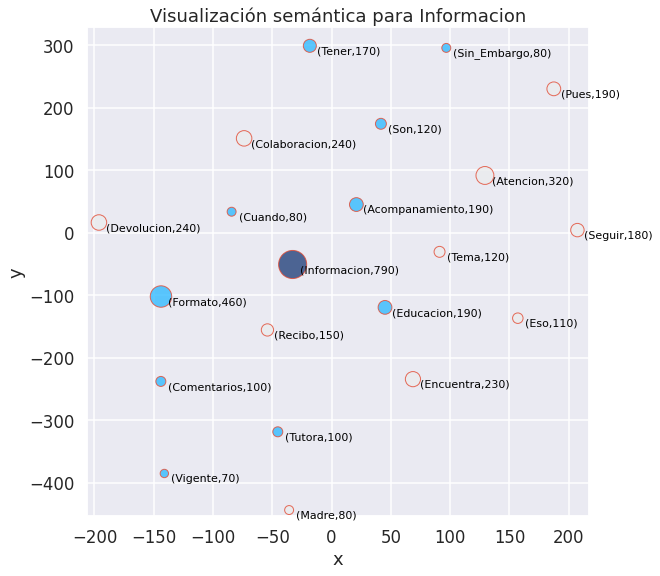 Visualización semántica para Informacion
300
200
100
0
−100
−200
−300
−400
y
(Tener,170)
(Sin_Embargo,80)
(Pues,190)
(Son,120)
(Colaboracion,240)
(Atencion,320)
(Acompanamiento,190)
(Cuando,80)
(Devolucion,240)
(Seguir,180)
(Tema,120)
(Informacion,790)
(Formato,460)
(Educacion,190)
(Eso,110)
(Recibo,150)
(Comentarios,100)
(Encuentra,230)
(Tutora,100)
(Vigente,70)
(Madre,80)
−200 −150 −100 −50 0 50 100 150 200
x